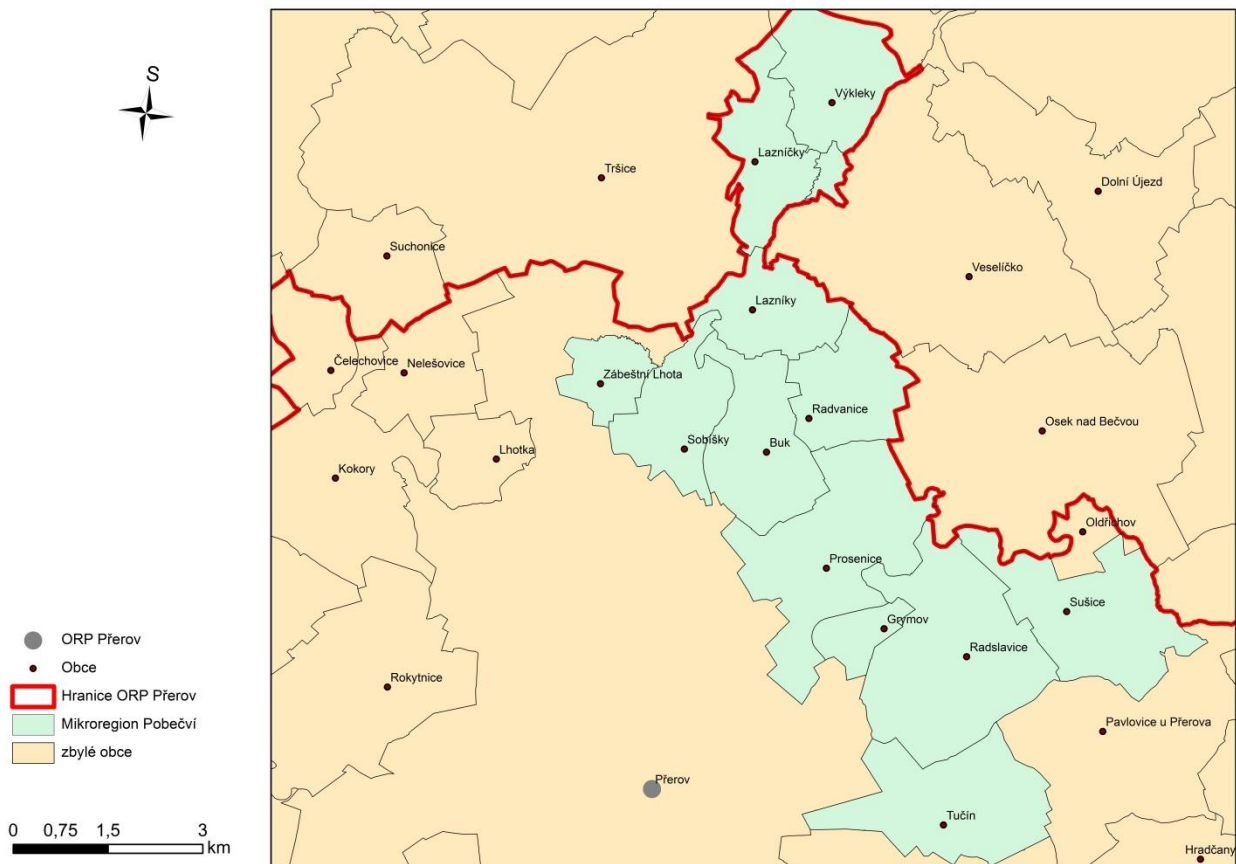 S
Výkleky
Lazníčky
Tršice
Dolní Újezd
Suchonice
Veselíčko
Lazníky
Čelechovice
Nelešovice
Zábeštní Lhota
Radvanice
Osek nad Bečvou
Sobíšky
Buk
Lhotka
Kokory
Oldřichov
Prosenice
Sušice
Grymov
Radslavice
Rokytnice
Pavlovice u Přerova
Přerov
Tučín
Hradčany
ORP Přerov
Obce
Hranice ORP Přerov
Mikroregion Pobečví
zbylé obce
0 0,75 1,5 3
km